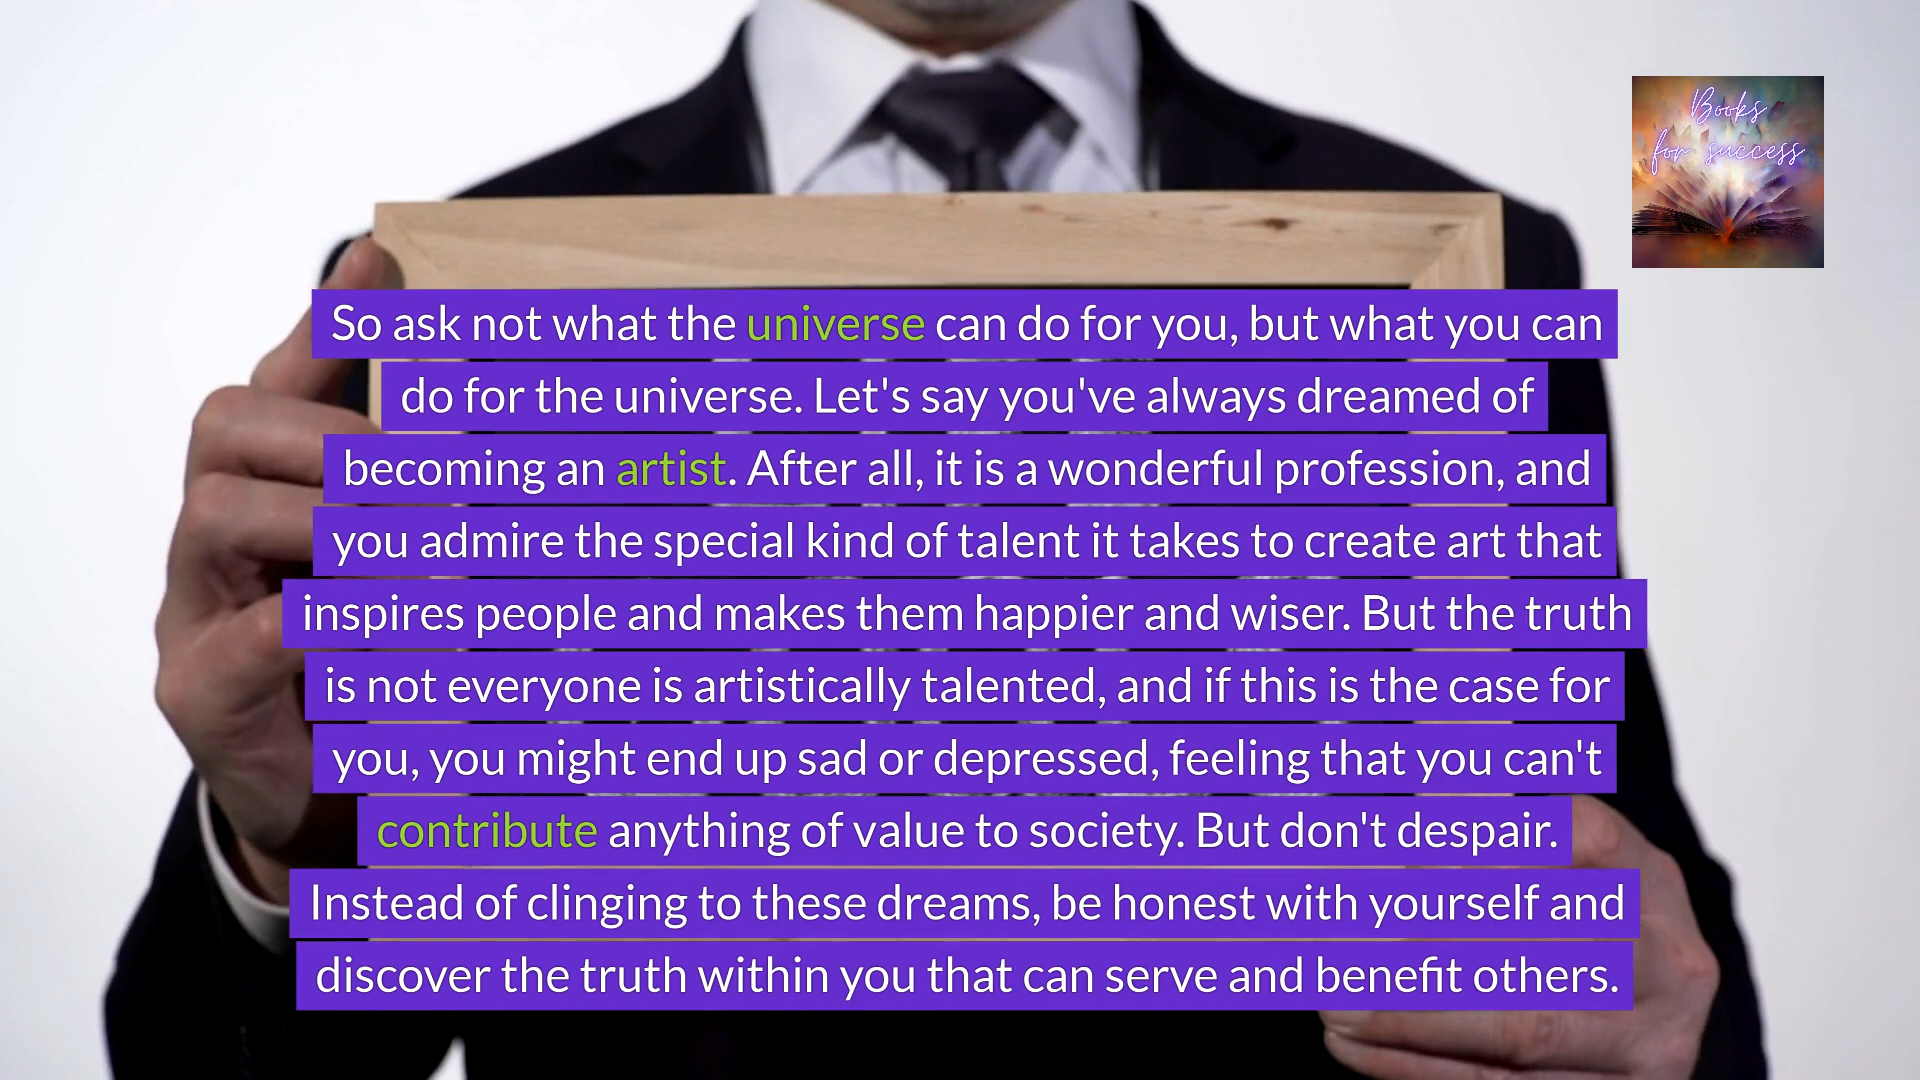 Books
for success
So ask not what the universe can do for you, but what you can
do for the universe. Let's say you've always dreamed of
becoming an artist. After all, it is a wonderful profession, and
you admire the special kind of talent it takes to create art that
inspires people and makes them happier and wiser. But the truth
is not everyone is artistically talented, and if this is the case for
you, you might end up sad or depressed, feeling that you can't
contribute anything of value to society. But don't despair.
Instead of clinging to these dreams, be honest with yourself and
discover the truth within you that can serve and benefit others.